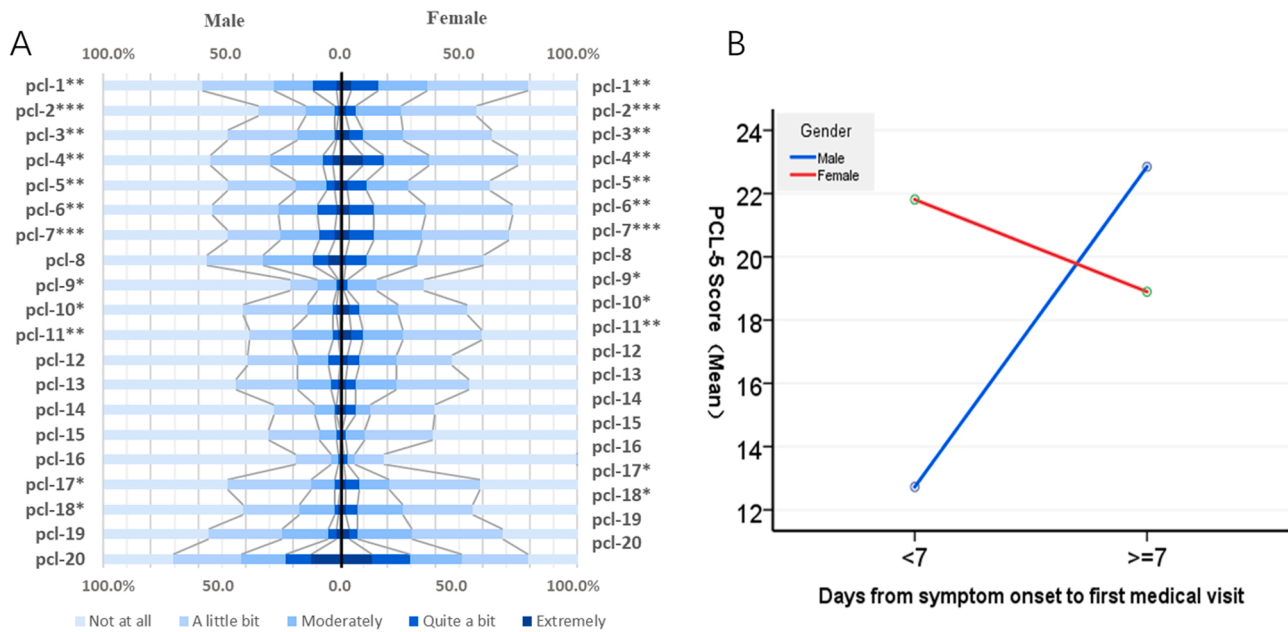 A
Male Female
100.0% 50.0 0.0 50.0 100.0%
pcl-1** pcl-1**
pcl-2*** pcl-2***
pcl-3** pcl-3**
pcl-4** pcl-4**
pcl-5** pcl-5**
pcl-6** pcl-6**
pcl-7*** pcl-7***
pcl-8 pcl-8
pcl-9* pcl-9*
pcl-10* pcl-10*
pcl-11** pcl-11**
pcl-12 pcl-12
pcl-13 pcl-13
pcl-14 pcl-14
pcl-15 pcl-15
pcl-16 pcl-16
pcl-17* pcl-17*
pcl-18* pcl-18*
pcl-19 pcl-19
pcl-20 pcl-20
100.0% 50.0 0.0 50.0 100.0%
Not at all A little bit Moderately Quite a bit Extremely
B
Gender
Male
Female
PCL-5 Score（Mean）
24
22
20
18
16
14
12
<7 >=7
Days from symptom onset to first medical visit